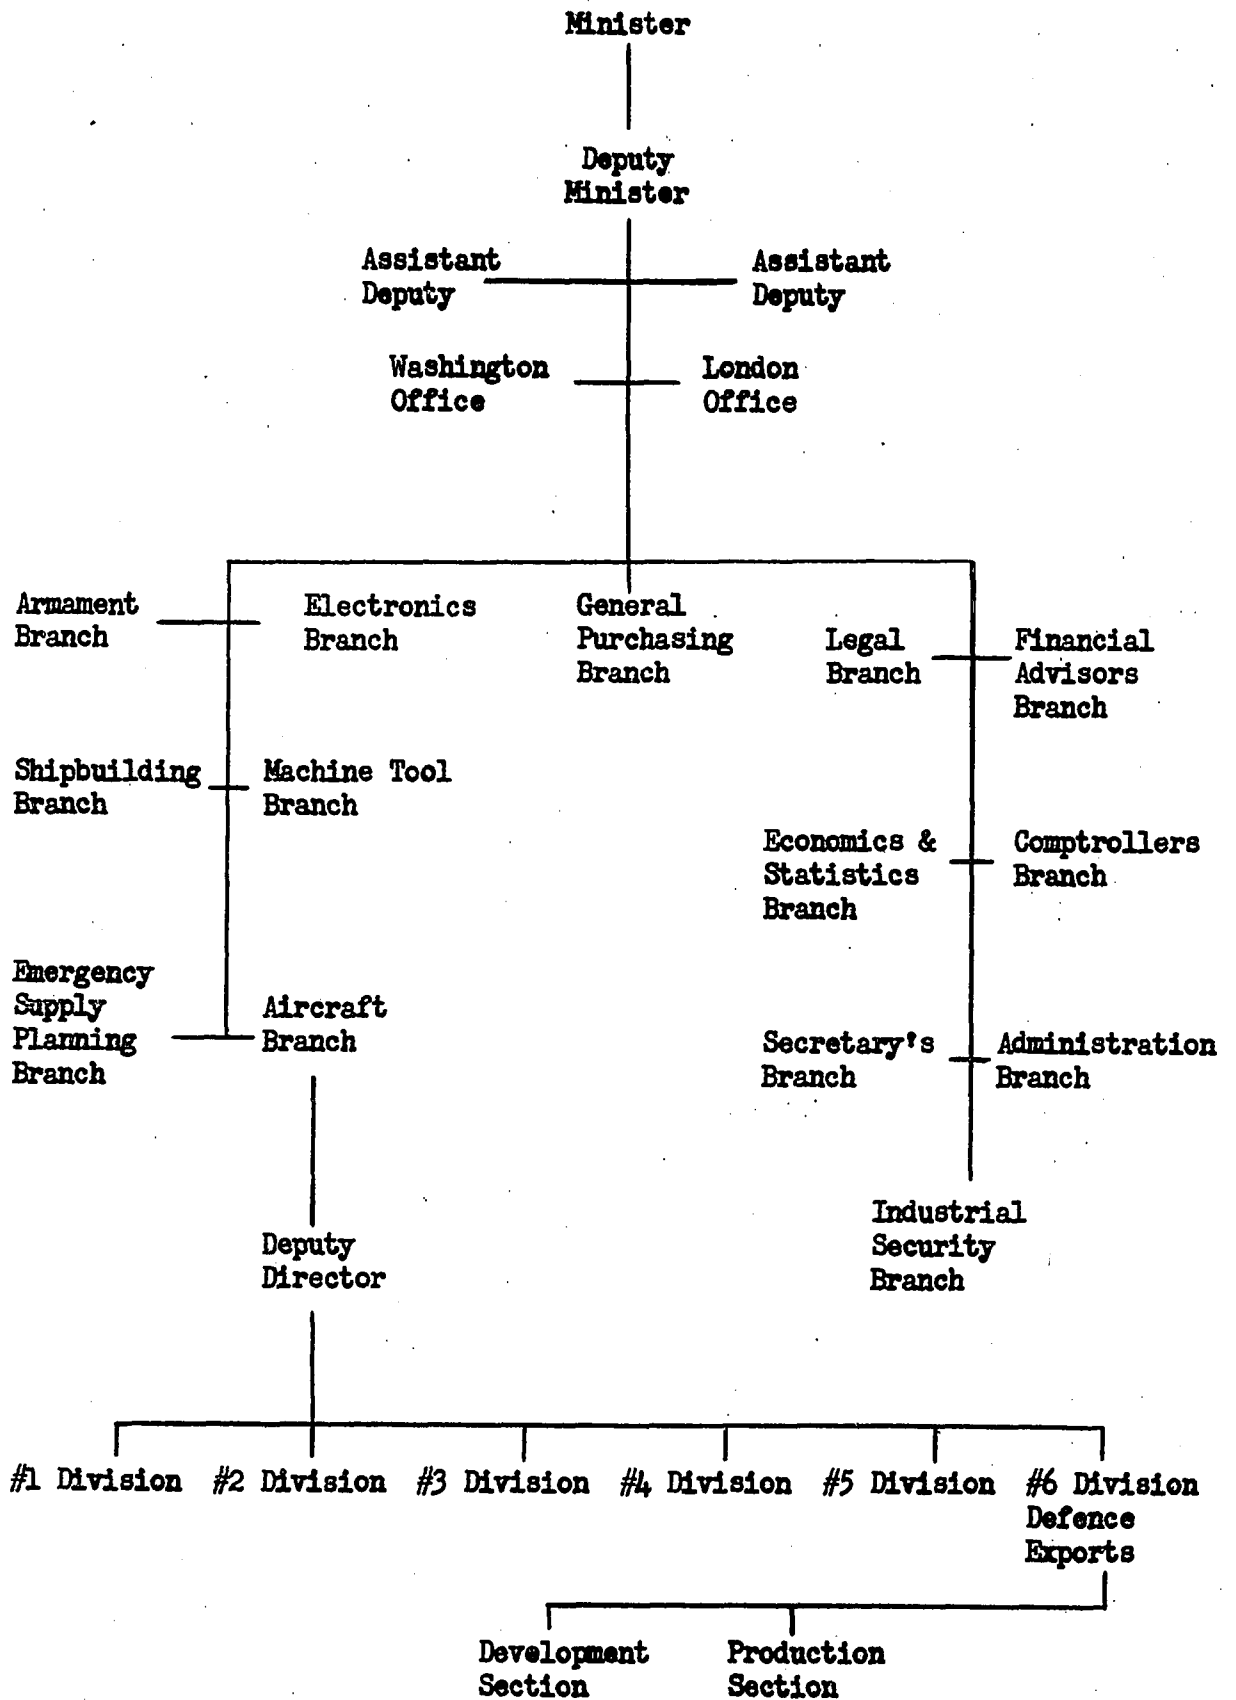 Minister
Deputy
Minister
Assistant
Deputy
Assistant
Deputy
Washington
Office
London
Office
Armament
Branch
Electronics
Branch
General
Purchasing
Branch
Legal
Branch
Financial
Advisors
Branch
Shipbuilding
Branch
Machine Tool
Branch
Economics &
Statistics
Branch
Comptrollers
Branch
Emergency
Supply
Planning
Branch
Aircraft
Branch
Secretary's
Branch
Administration
Branch
Industrial
Security
Branch
Deputy
Director
#1 Division
#2 Division
#3 Division
#4 Division
#5 Division
#6 Division
Defence
Exports
Development
Section
Production
Section